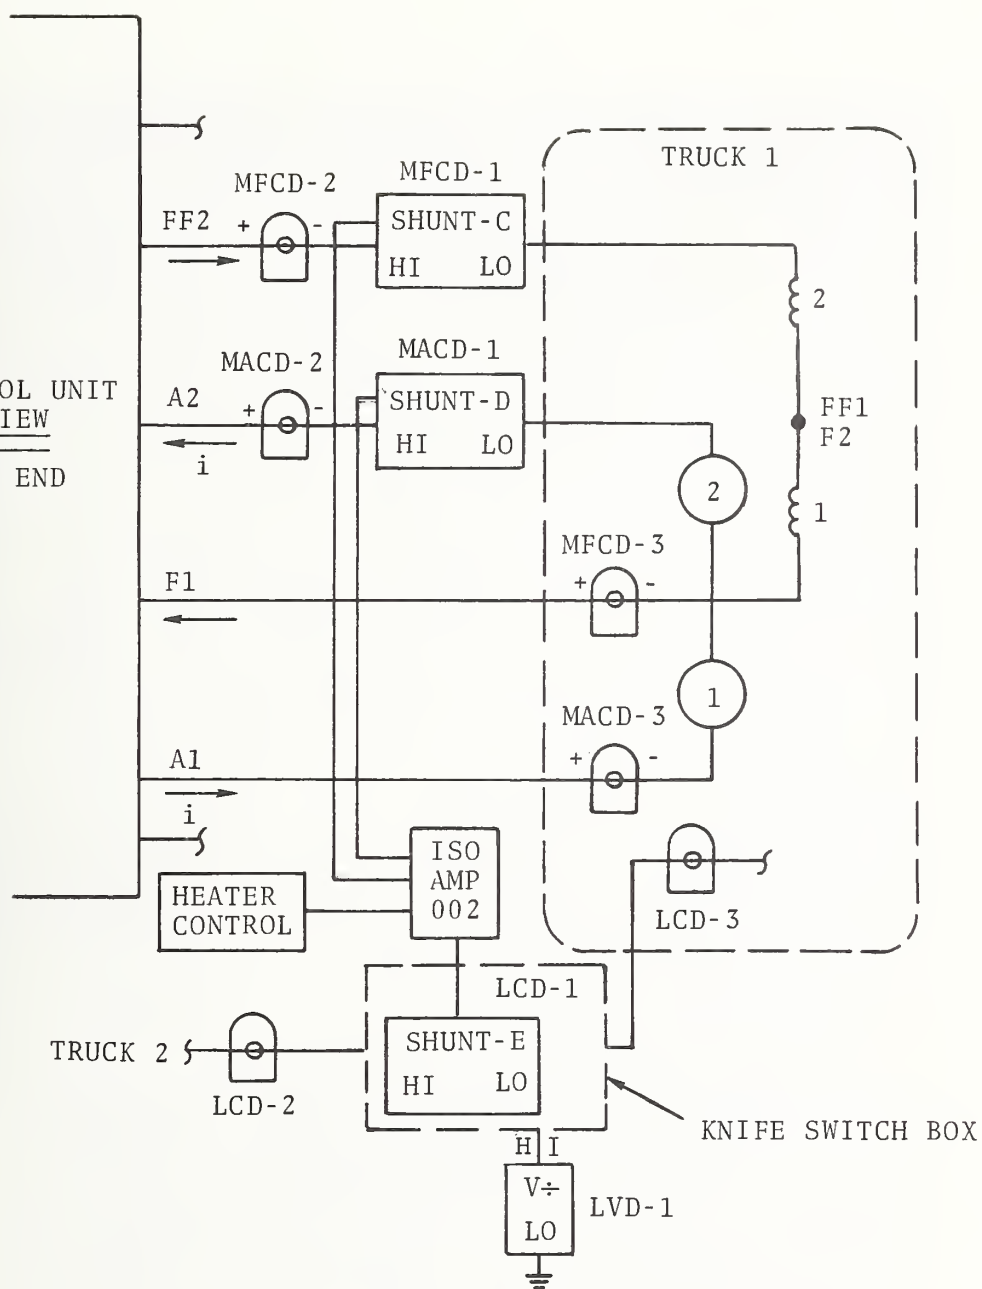 TRUCK 1
MFCD-1
MFCD-2
FF2
+ -
SHUNT-C
HI LO
2
MACD-1
MACD-2
A2
+ -
i
SHUNT-D
HI LO
OL UNIT
IEW
END
FF1
F2
2
1
MFCD-3
+ -
F1
1
MACD-3
+ -
A1
i
ISO
AMP
002
HEATER
CONTROL
LCD-3
LCD-1
SHUNT-E
HI LO
TRUCK 2
LCD-2
KNIFE SWITCH BOX
HI
V÷
LO
LVD-1